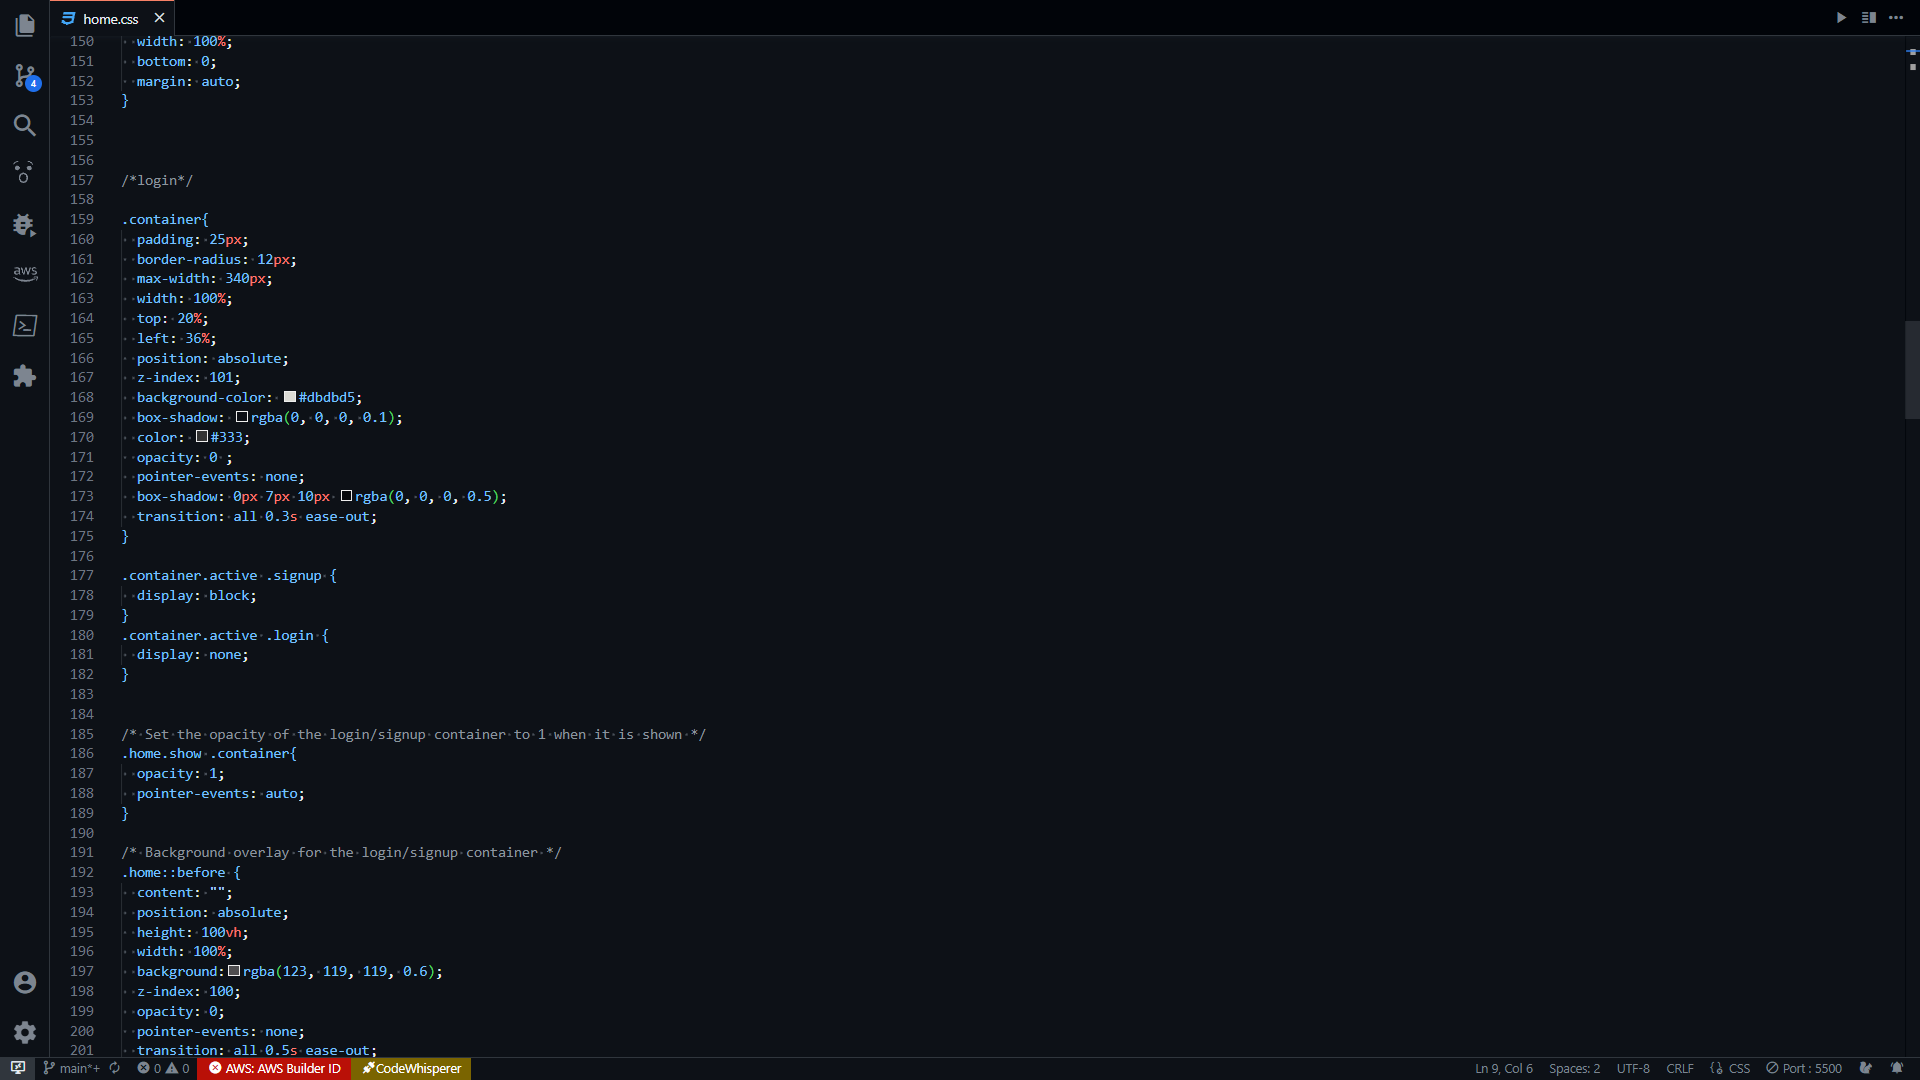 home.css
150 width: 100%;
151 bottom: 0;
152 margin: auto;
153 }
154
155
156
157 /*login*/
158
159 .container{
160 padding: 25px;
161 border-radius: 12px;
162 max-width: 340px;
163 width: 100%;
164 top: 20%;
165 left: 36%;
166 position: absolute;
167 z-index: 101;
168 background-color: #dbdbd5;
169 box-shadow: rgba(0, 0, 0, 0.1);
170 color: #333;
171 opacity: 0 ;
172 pointer-events: none;
173 box-shadow: 0px 7px 10px rgba(0, 0, 0, 0.5);
174 transition: all 0.3s ease-out;
175 }
176
177 .container.active .signup {
178 display: block;
179 }
180 .container.active .login {
181 display: none;
182 }
183
184
185 /* Set the opacity of the login/signup container to 1 when it is shown */
186 .home.show .container{
187 opacity: 1;
188 pointer-events: auto;
189 }
190
191 /* Background overlay for the login/signup container */
192 .home::before {
193 content: "";
194 position: absolute;
195 height: 100vh;
196 width: 100%;
197 background: rgba(123, 119, 119, 0.6);
198 z-index: 100;
199 opacity: 0;
200 pointer-events: none;
201 transition: all 0.5s ease-out;
4
aws
main*+ 0 0 AWS: AWS Builder ID CodeWhisperer Ln 9, Col 6 Spaces: 2 UTF-8 CRLF CSS Port : 5500